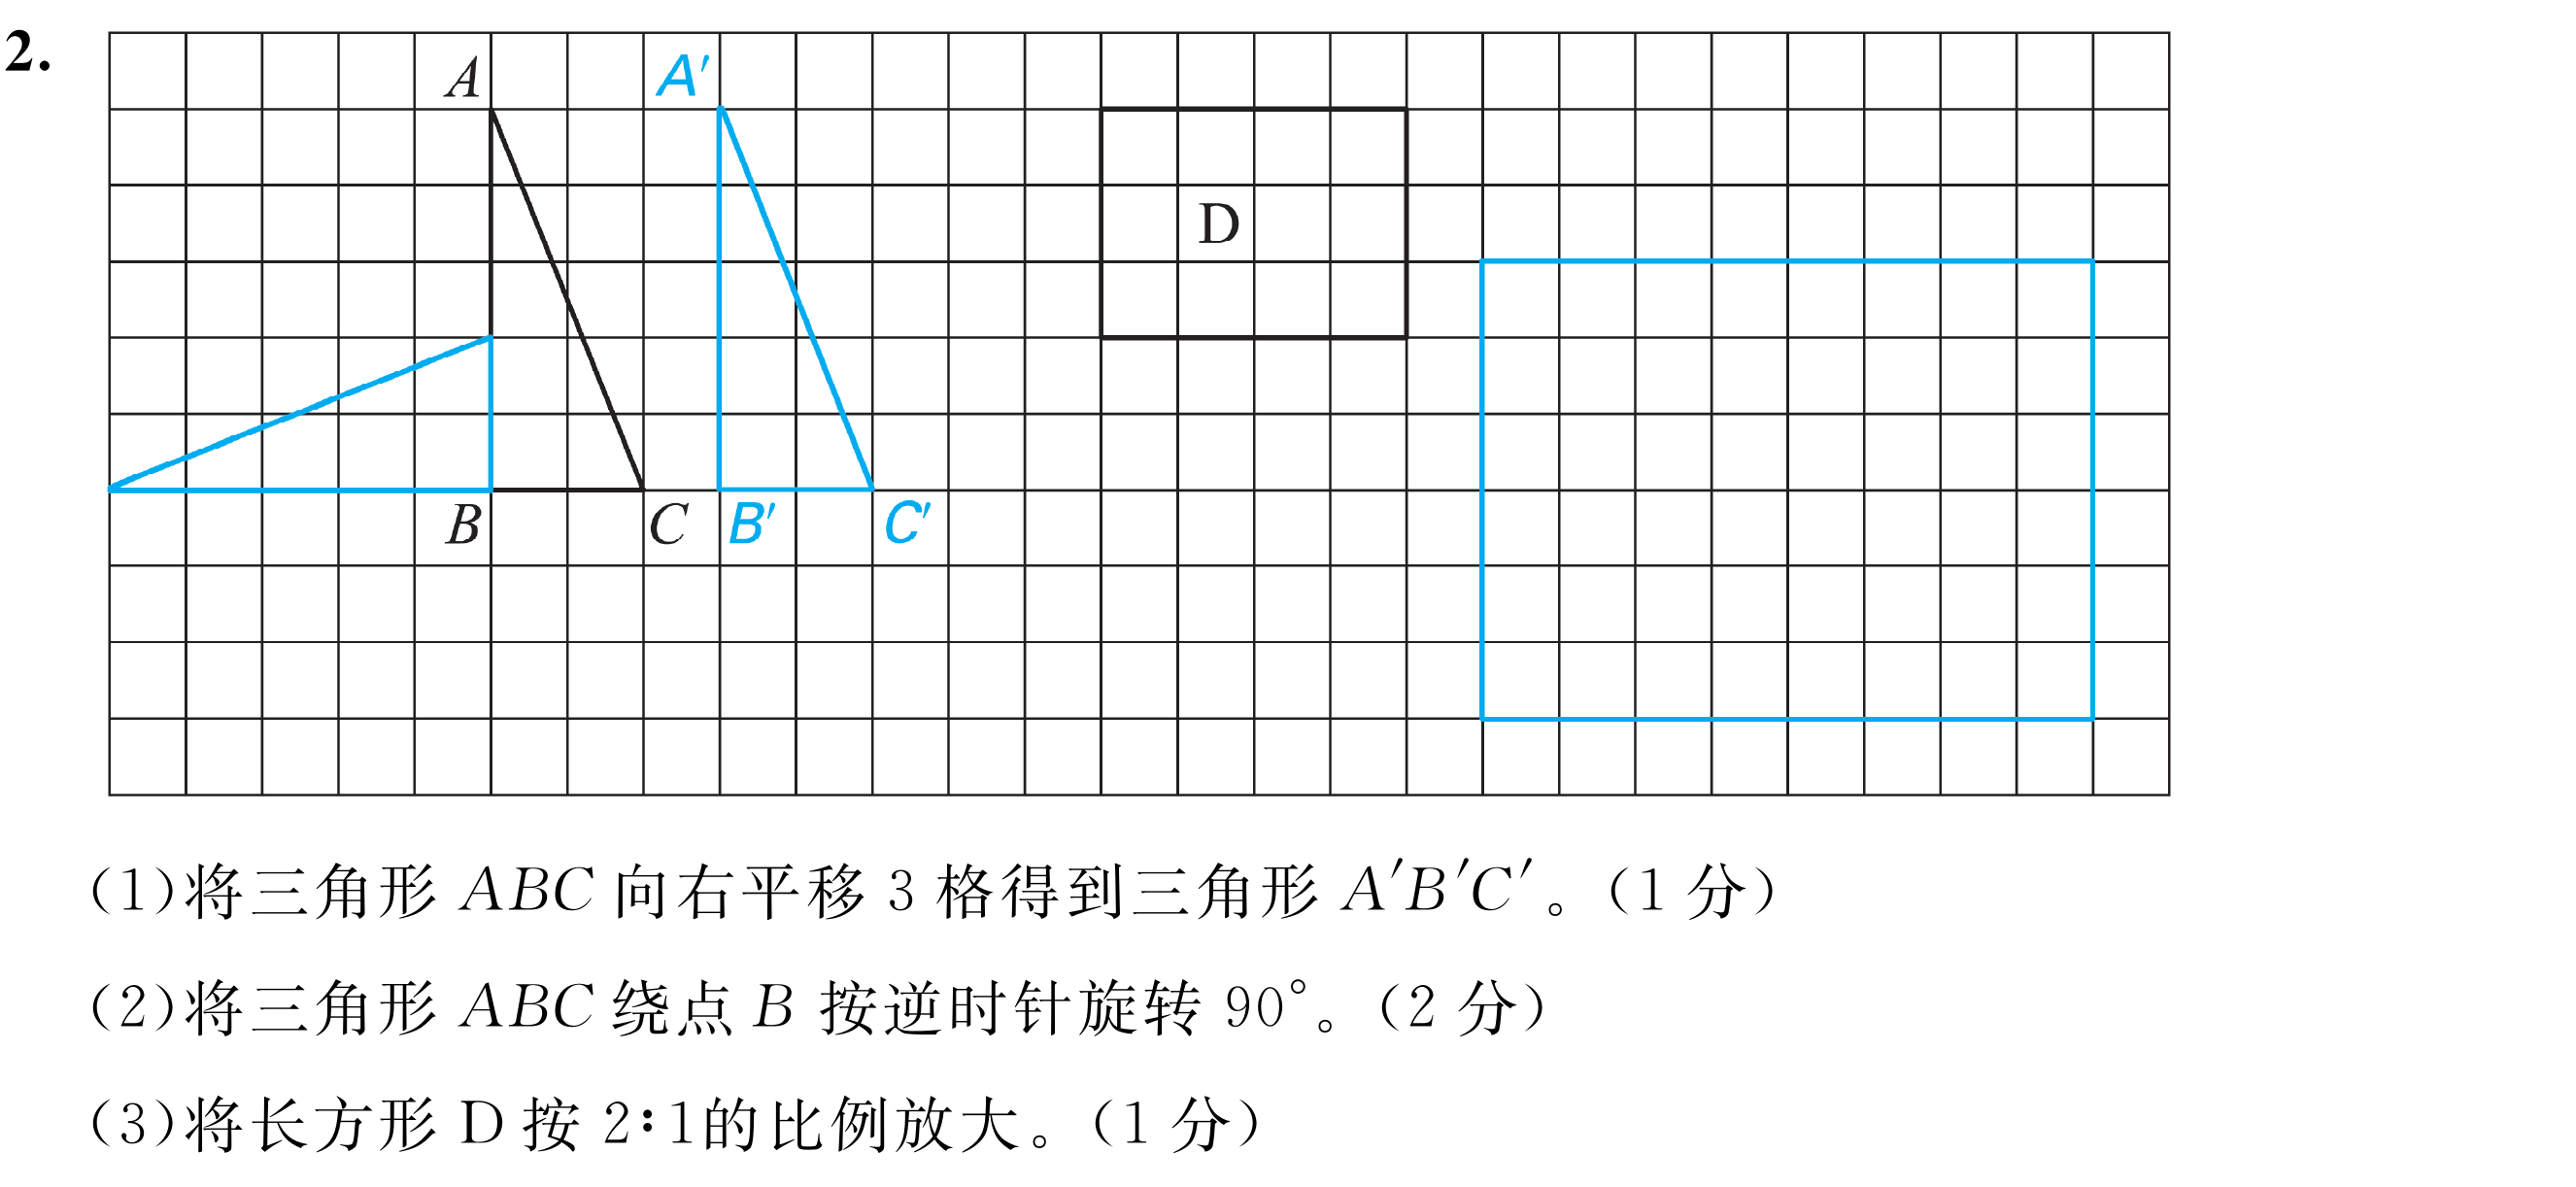 2.
A A′
D
B C B′ C′
(1)将三角形 ABC 向右平移 3 格得到三角形 A′B′C′。(1 分)
(2)将三角形 ABC 绕点 B 按逆时针旋转 90°。(2 分)
(3)将长方形 D 按 2∶1的比例放大。(1 分)